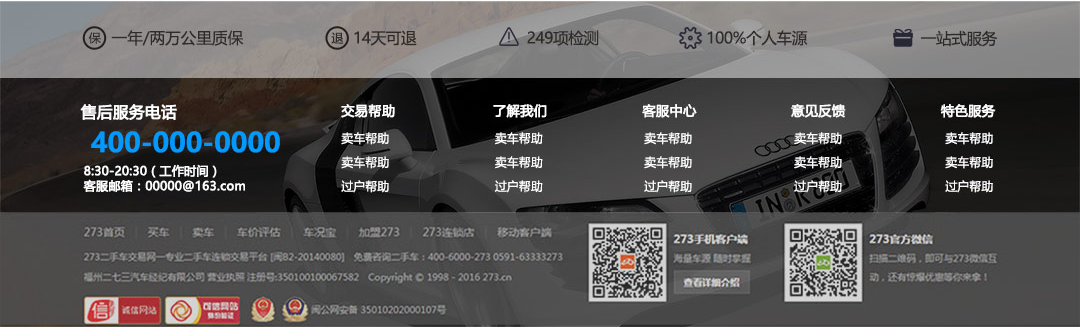 保 一年/两万公里质保 退 14天可退 249项检测 100%个人车源 一站式服务
售后服务电话
400-000-0000
8:30-20:30 ( 工作时间 )
客服邮箱：00000@163.com
交易帮助
卖车帮助
卖车帮助
过户帮助
了解我们
卖车帮助
卖车帮助
过户帮助
客服中心
卖车帮助
卖车帮助
过户帮助
意见反馈
卖车帮助
卖车帮助
过户帮助
特色服务
卖车帮助
卖车帮助
过户帮助
273首页 买车 卖车 车价评估 车况宝 加盟273 273连锁店 移动客户端
273二手车交易网—专业二手车连锁交易平台 [闽B2-20140080] 免费咨询二手车：400-6000-273 0591-63333273
福州二七三汽车经纪有限公司 营业执照 注册号:350100100067582 Copyright © 1998 - 2016 273.cn
信 诚信网站 可信网站 闽公网安备 35010202000107号
273手机客户端
海量车源 随时掌握
查看详细介绍
273官方微信
扫描二维码，即可与273微信互
动，还有惊爆优惠等你来拿！